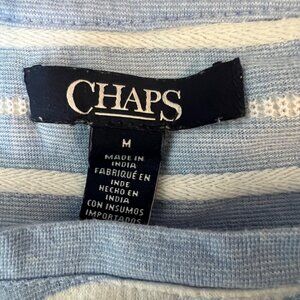 CHAPS
M
MADE IN
INDIA
FABRIQUÉ EN
INDE
HECHO EN
INDIA
CON INSUMOS
IMPORTADOS